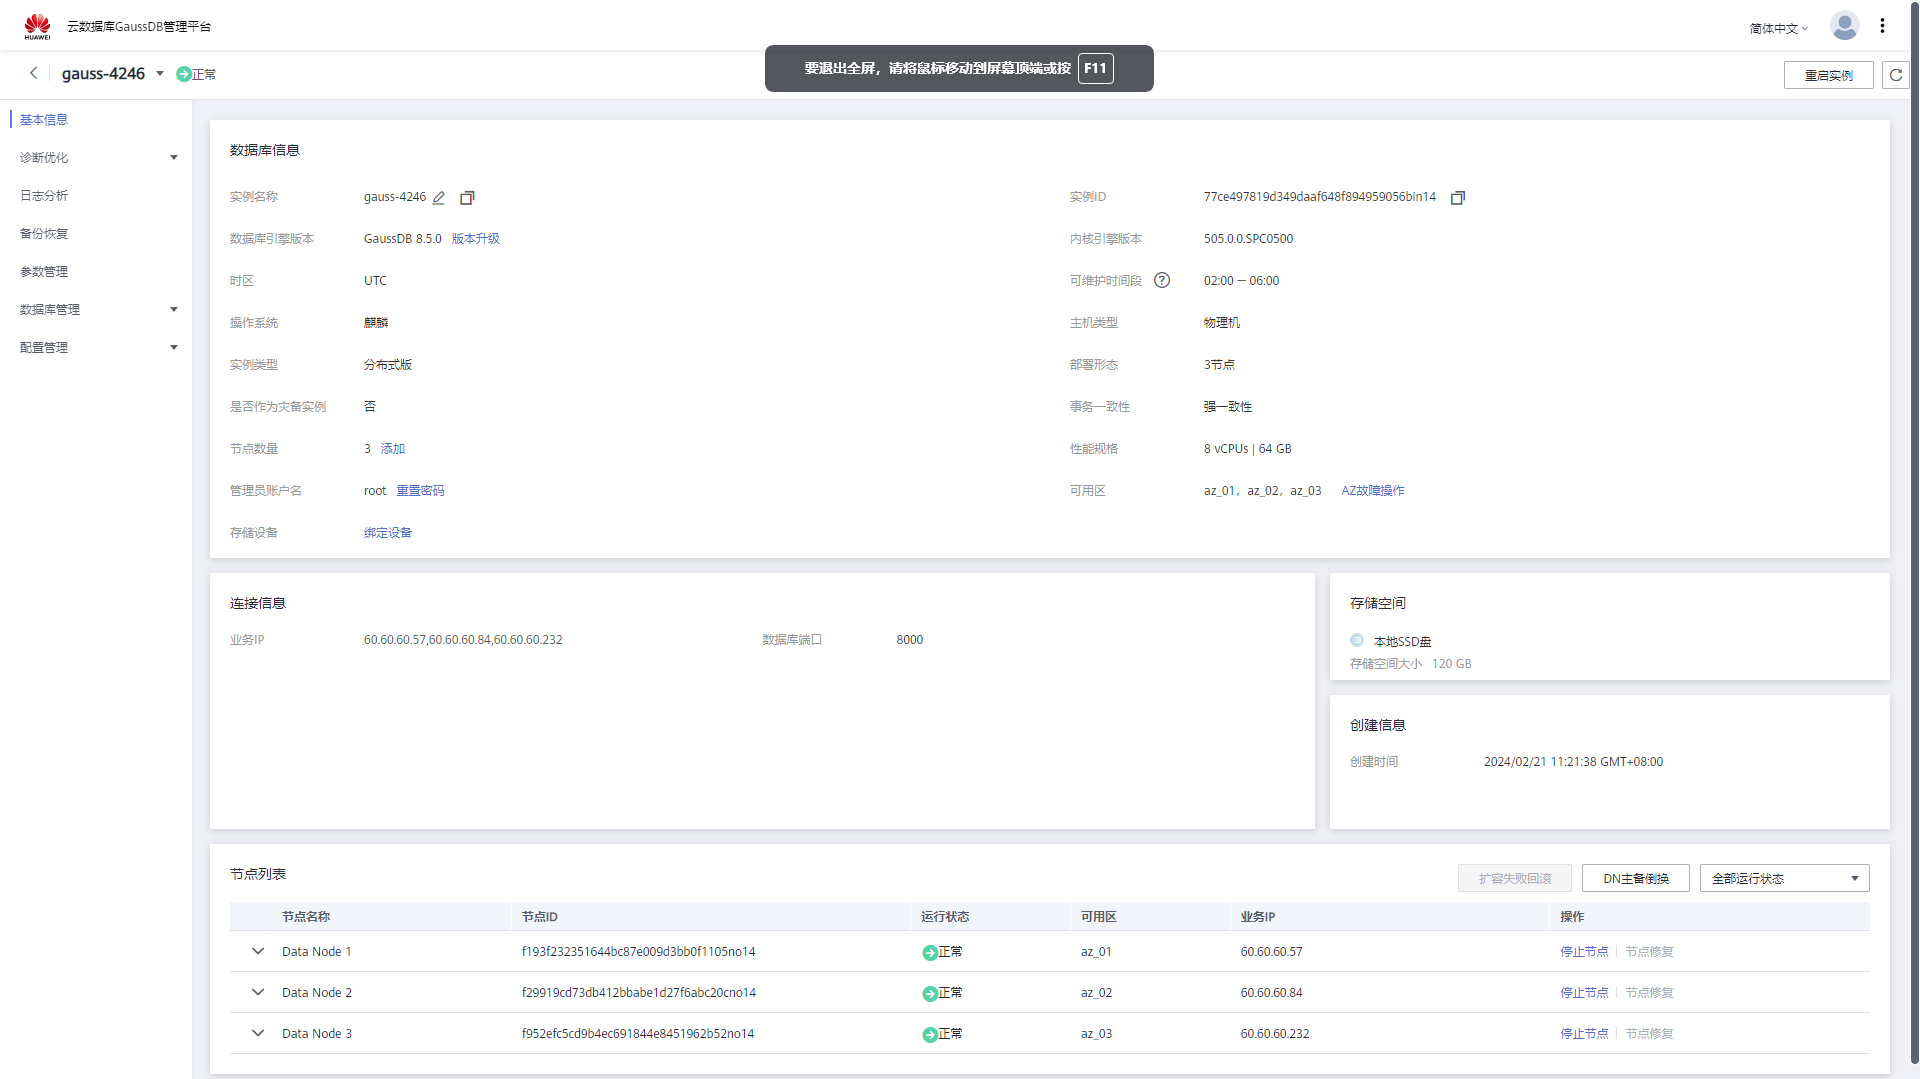 HUAWEI 云数据库GaussDB管理平台 简体中文
gauss-4246 正常 要退出全屏，请将鼠标移动到屏幕顶端或按 F11 重启实例
基本信息
诊断优化
日志分析
备份恢复
参数管理
数据库管理
配置管理
数据库信息
实例名称 gauss-4246 实例ID 77ce497819d349daaf648f894959056bin14
数据库引擎版本 GaussDB 8.5.0 版本升级 内核引擎版本 505.0.0.SPC0500
时区 UTC 可维护时间段 02:00 — 06:00
操作系统 麒麟 主机类型 物理机
实例类型 分布式版 部署形态 3节点
是否作为灾备实例 否 事务一致性 强一致性
节点数量 3 添加 性能规格 8 vCPUs | 64 GB
管理员账户名 root 重置密码 可用区 az_01，az_02，az_03 AZ故障操作
存储设备 绑定设备
连接信息
业务IP 60.60.60.57,60.60.60.84,60.60.60.232 数据库端口 8000
存储空间
本地SSD盘
存储空间大小 120 GB
创建信息
创建时间 2024/02/21 11:21:38 GMT+08:00
节点列表 扩容失败回滚 DN主备倒换 全部运行状态
节点名称 节点ID 运行状态 可用区 业务IP 操作
Data Node 1 f193f232351644bc87e009d3bb0f1105no14 正常 az_01 60.60.60.57 停止节点 节点修复
Data Node 2 f29919cd73db412bbabe1d27f6abc20cno14 正常 az_02 60.60.60.84 停止节点 节点修复
Data Node 3 f952efc5cd9b4ec691844e8451962b52no14 正常 az_03 60.60.60.232 停止节点 节点修复